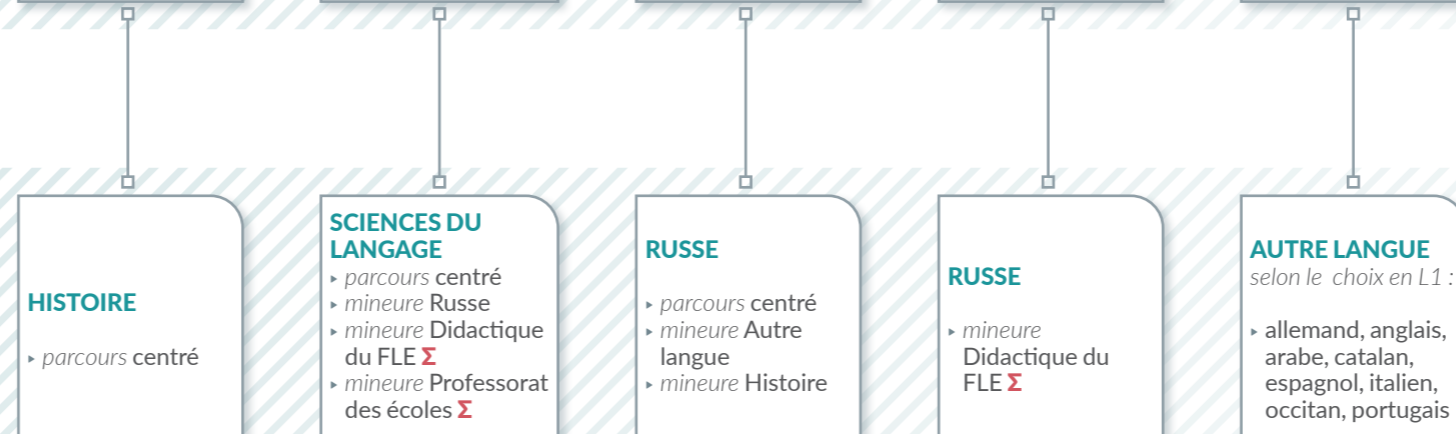 HISTOIRE
▸ parcours centré
SCIENCES DU
LANGAGE
▸ parcours centré
▸ mineure Russe
▸ mineure Didactique
du FLE Σ
▸ mineure Professorat
des écoles Σ
RUSSE
▸ parcours centré
▸ mineure Autre
langue
▸ mineure Histoire
RUSSE
▸ mineure
Didactique du
FLE Σ
AUTRE LANGUE
selon le choix en L1 :
▸ allemand, anglais,
arabe, catalan,
espagnol, italien,
occitan, portugais